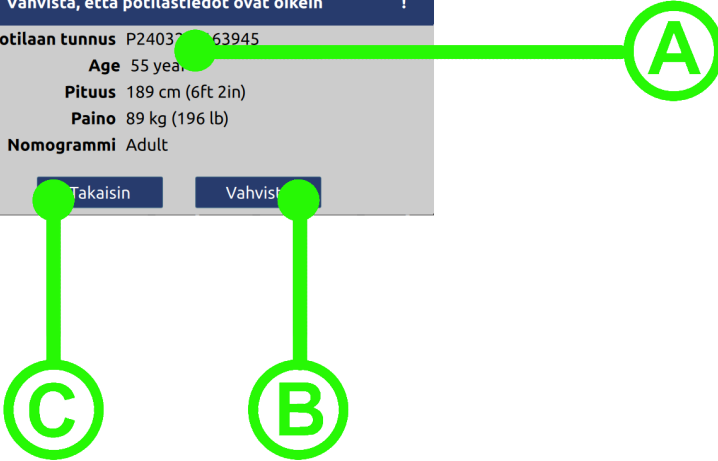 Vahvista, että potilastiedot ovat oikein !
otilaan tunnus
Age 55
Pituus 189 cm (6ft 2in)
Paino 89 kg (196 lb)
Nomogrammi Adult
Takaisin
A
B
C